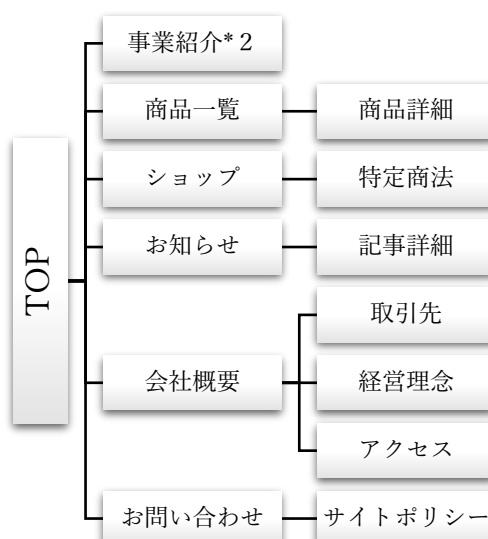 TOP
事業紹介*２
商品一覧
商品詳細
ショップ
特定商法
お知らせ
記事詳細
会社概要
取引先
経営理念
アクセス
お問い合わせ
サイトポリシー